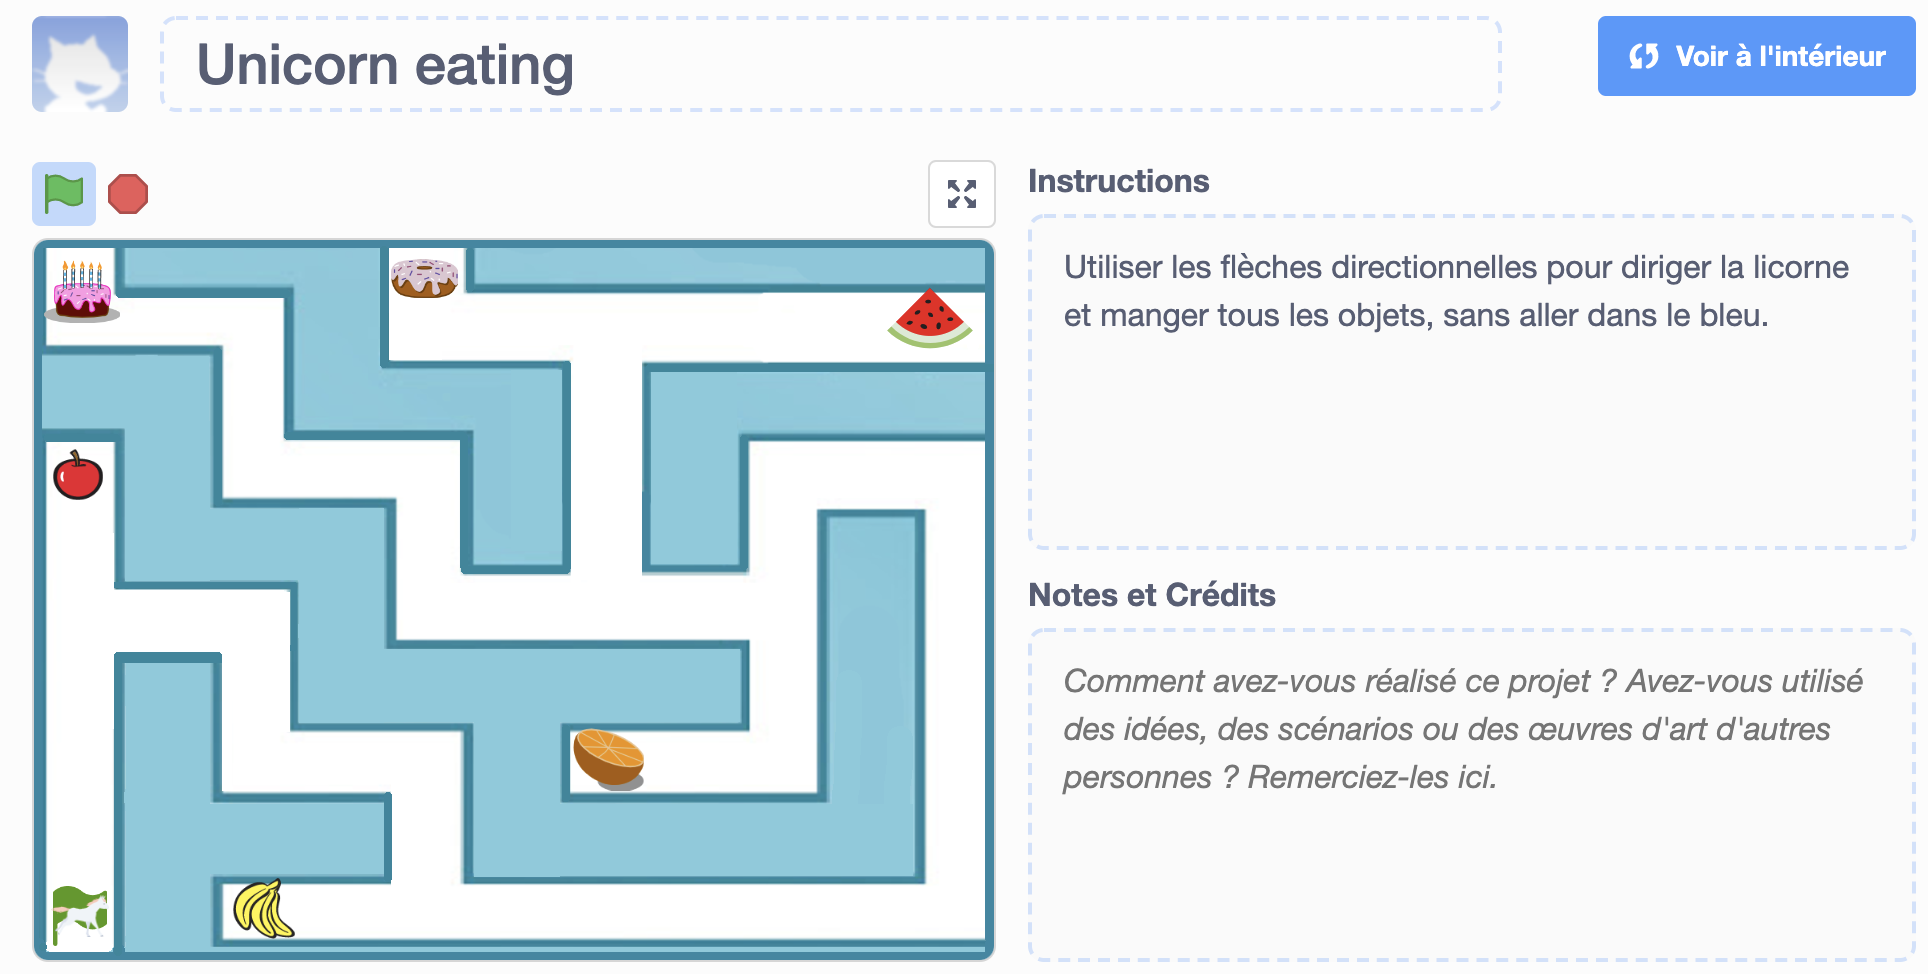 Unicorn eating
Voir à l'intérieur
Instructions
Utiliser les flèches directionnelles pour diriger la licorne
et manger tous les objets, sans aller dans le bleu.
Notes et Crédits
Comment avez-vous réalisé ce projet ? Avez-vous utilisé
des idées, des scénarios ou des œuvres d'art d'autres
personnes ? Remerciez-les ici.